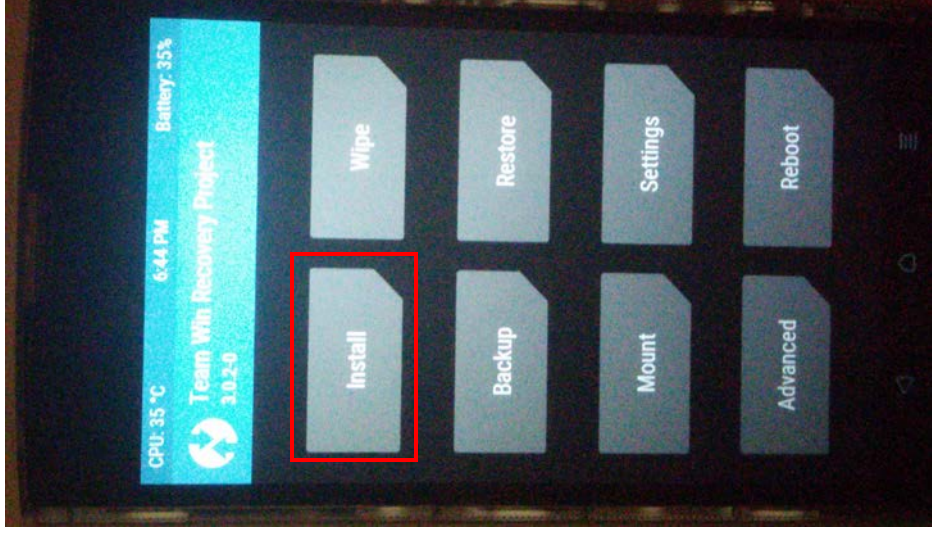 CPU: 35 °C 6:44 PM Battery: 35%
Team Win Recovery Project
3.0.2-0
Install Wipe
Backup Restore
Mount Settings
Advanced Reboot